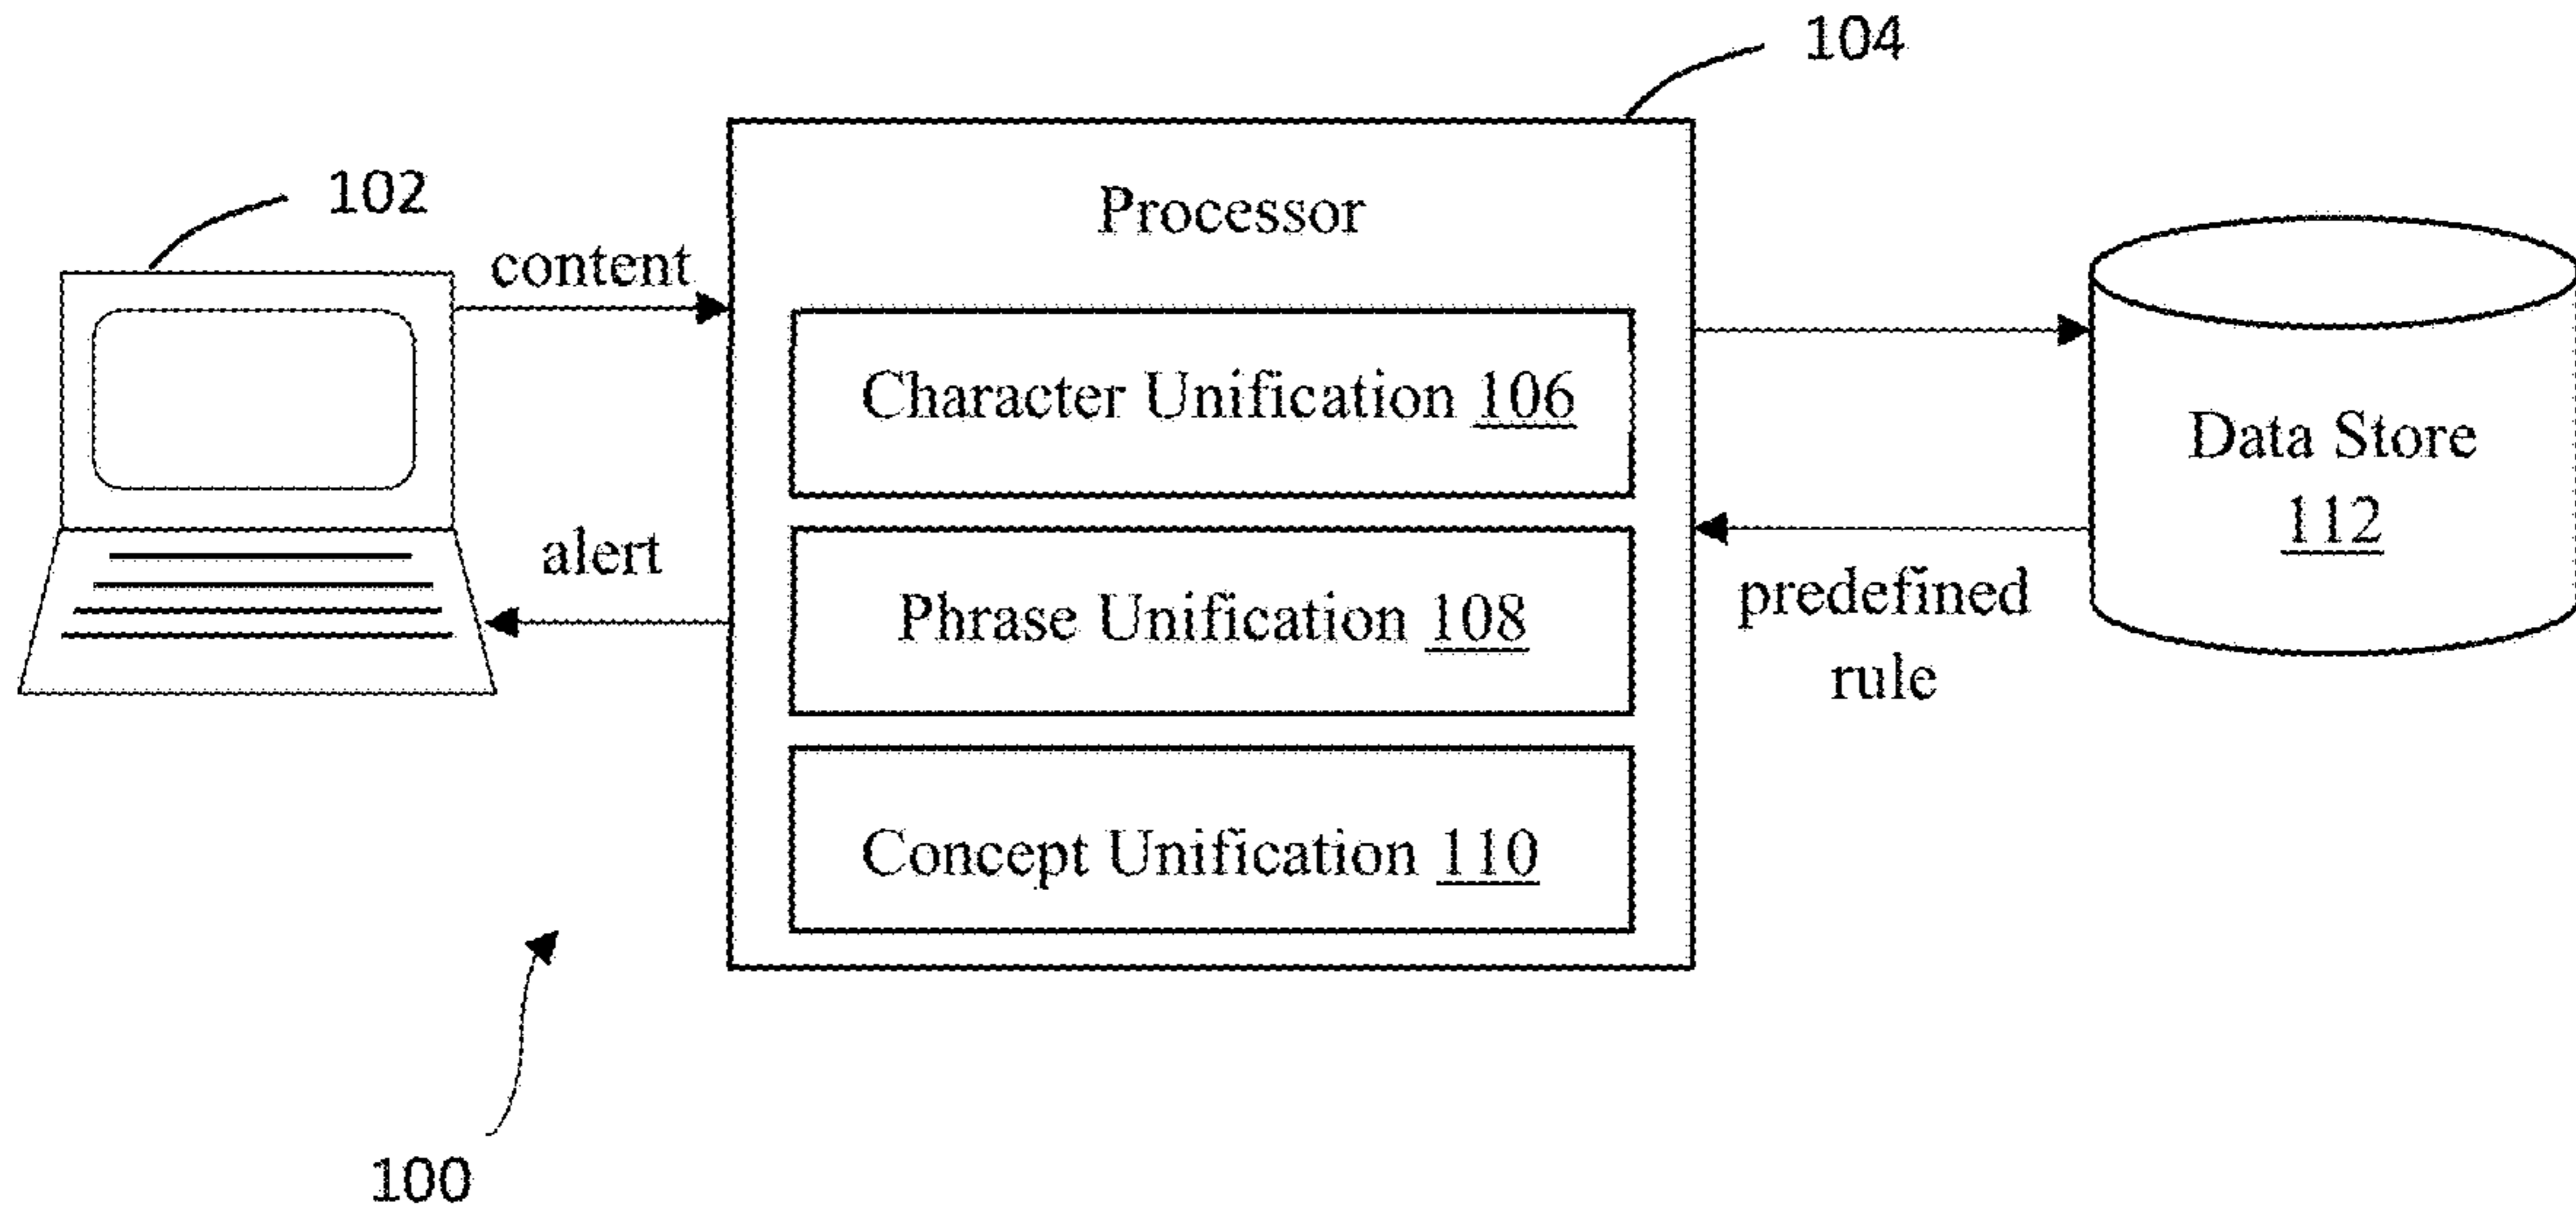 104
102
Processor
content
Character Unification 106
Data Store
112
alert
predefined
rule
Phrase Unification 108
Concept Unification 110
100